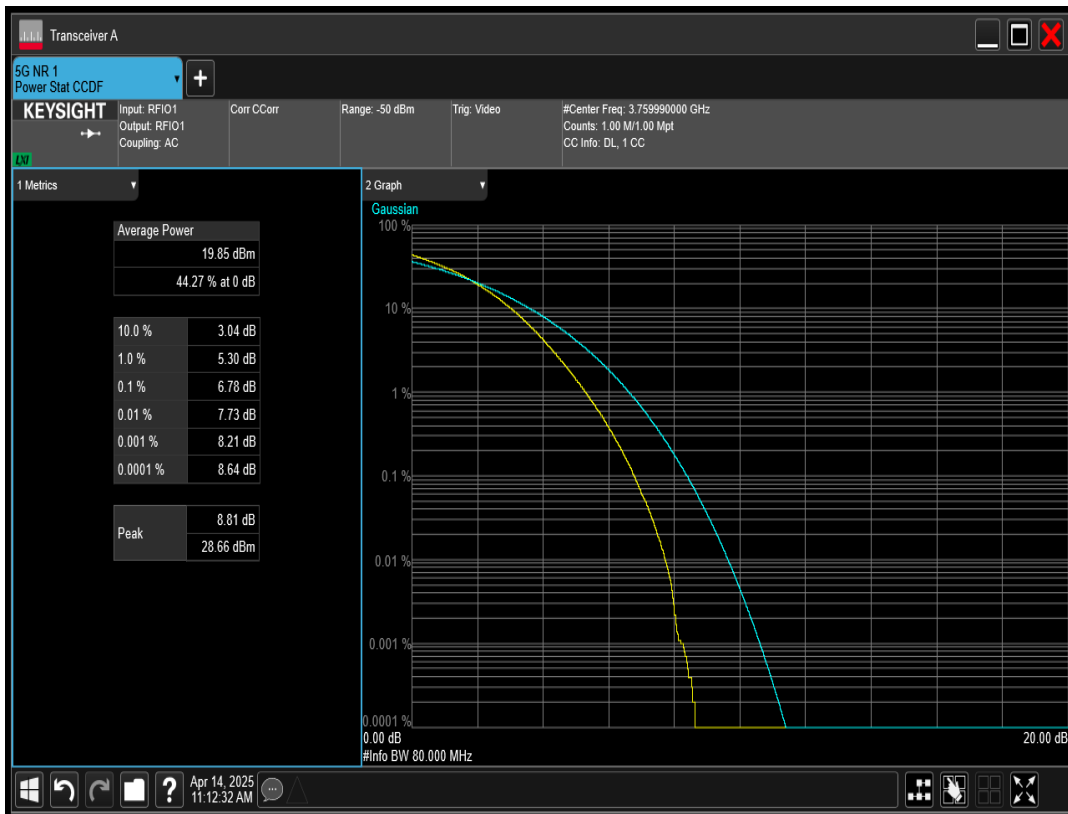 Transceiver A
5G NR 1
Power Stat CCDF
+
KEYSIGHT
LXI
Input: RFIO1
Output: RFIO1
Coupling: AC
Corr CCorr
Range: -50 dBm
Trig: Video
#Center Freq: 3.759990000 GHz
Counts: 1.00 M/1.00 Mpt
CC Info: DL, 1 CC
1 Metrics
Average Power
19.85 dBm
44.27 % at 0 dB
10.0 % 3.04 dB
1.0 % 5.30 dB
0.1 % 6.78 dB
0.01 % 7.73 dB
0.001 % 8.21 dB
0.0001 % 8.64 dB
Peak
8.81 dB
28.66 dBm
2 Graph
Gaussian
100 %
10 %
1 %
0.1 %
0.01 %
0.001 %
0.0001 %
0.00 dB 20.00 dB
#Info BW 80.000 MHz
?
Apr 14, 2025
11:12:32 AM